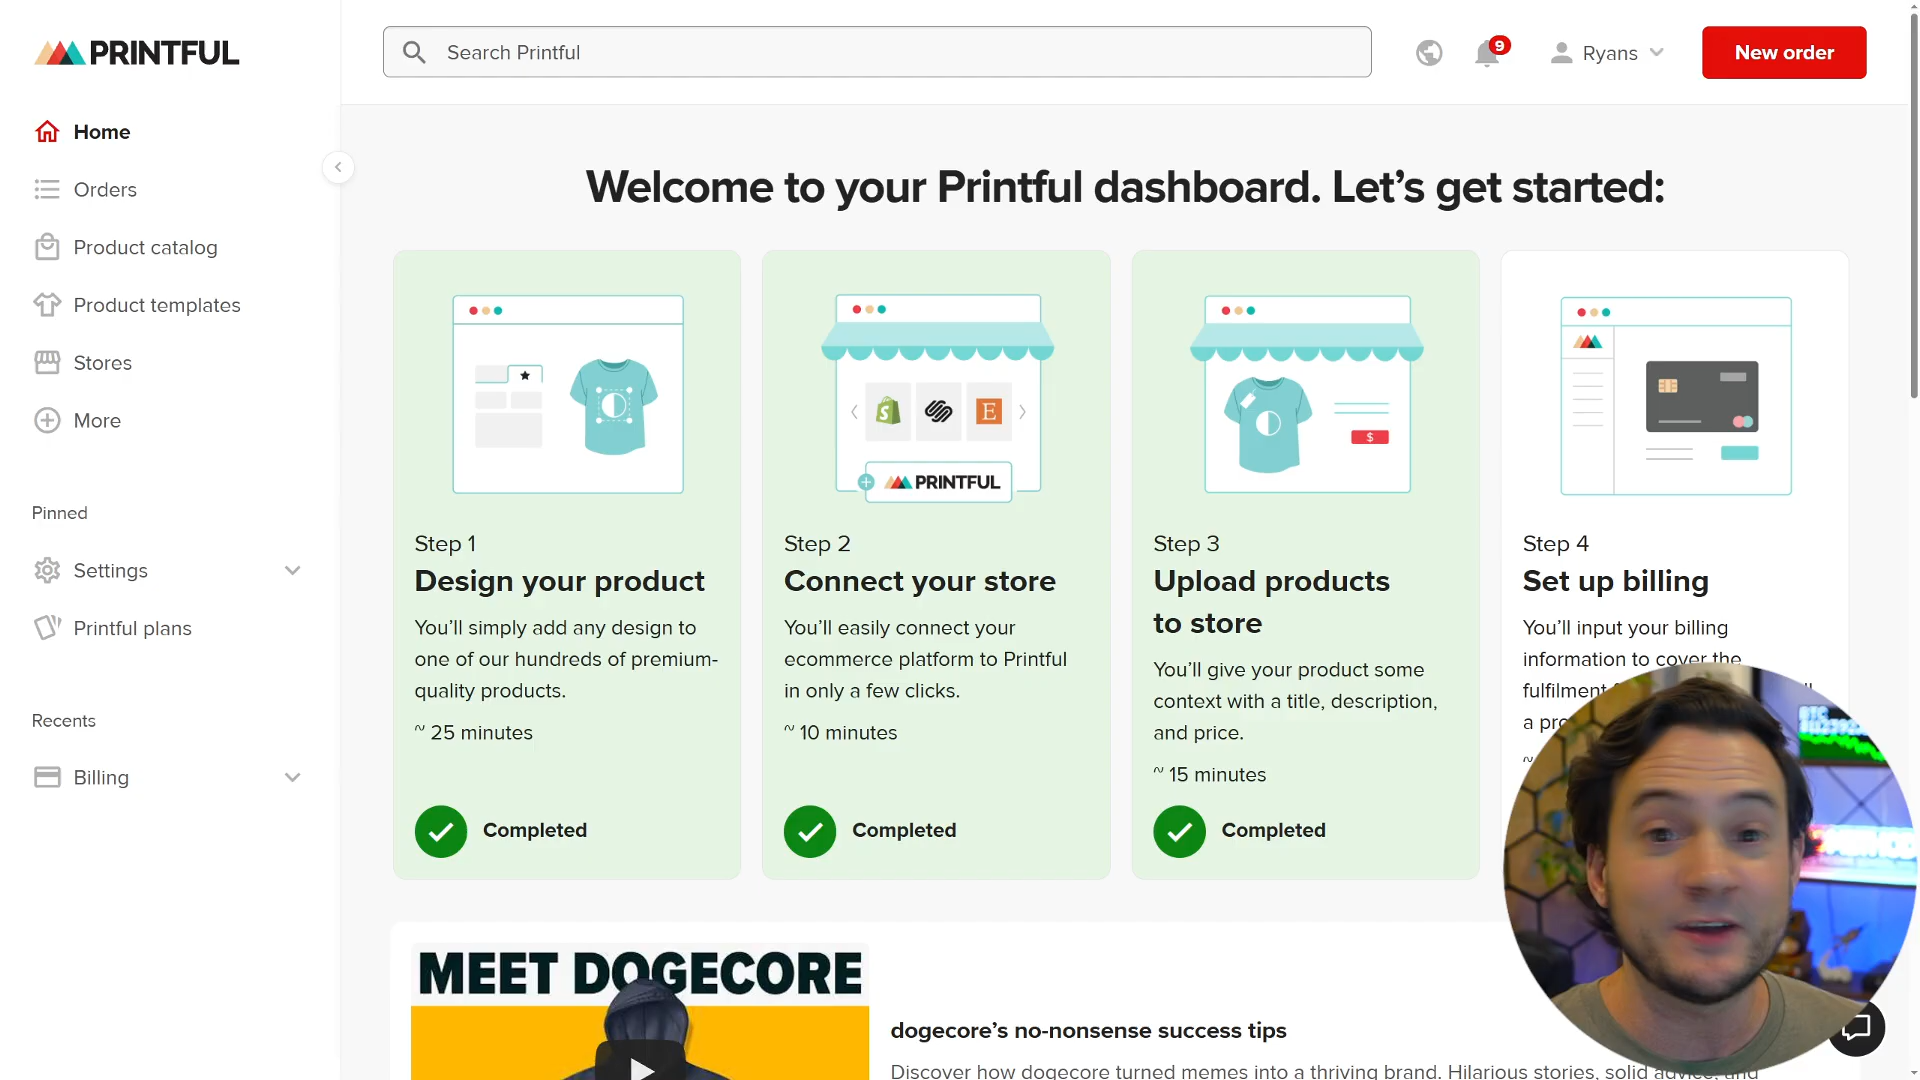 PRINTFUL
Search Printful
9
Ryans
New order
Home
Orders
Product catalog
Product templates
Stores
More
Pinned
Settings
Printful plans
Recents
Billing
Welcome to your Printful dashboard. Let's get started:
PRINTFUL
Step 1
Design your product
You'll simply add any design to
one of our hundreds of premium-
quality products.
~ 25 minutes
Completed
Step 2
Connect your store
You'll easily connect your
ecommerce platform to Printful
in only a few clicks.
~ 10 minutes
Completed
$
Step 3
Upload products
to store
You'll give your product some
context with a title, description,
and price.
~ 15 minutes
Completed
Step 4
Set up billing
You'll input your billing
information to cover the
MEET DOGECORE
dogecore's no-nonsense success tips
Discover how dogecore turned memes into a thriving brand. Hilarious stories, solid advice, and